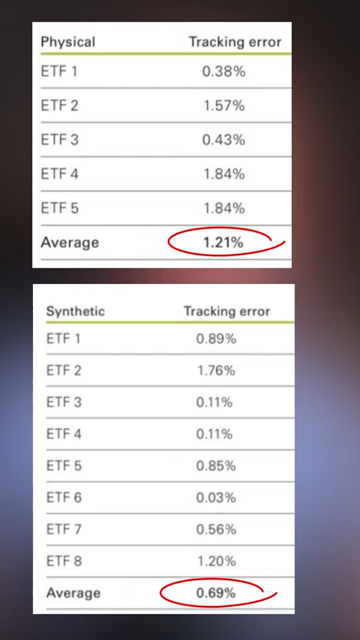 Physical Tracking error
ETF 1 0.38%
ETF 2 1.57%
ETF 3 0.43%
ETF 4 1.84%
ETF 5 1.84%
Average 1.21%
Synthetic Tracking error
ETF 1 0.89%
ETF 2 1.76%
ETF 3 0.11%
ETF 4 0.11%
ETF 5 0.85%
ETF 6 0.03%
ETF 7 0.56%
ETF 8 1.20%
Average 0.69%